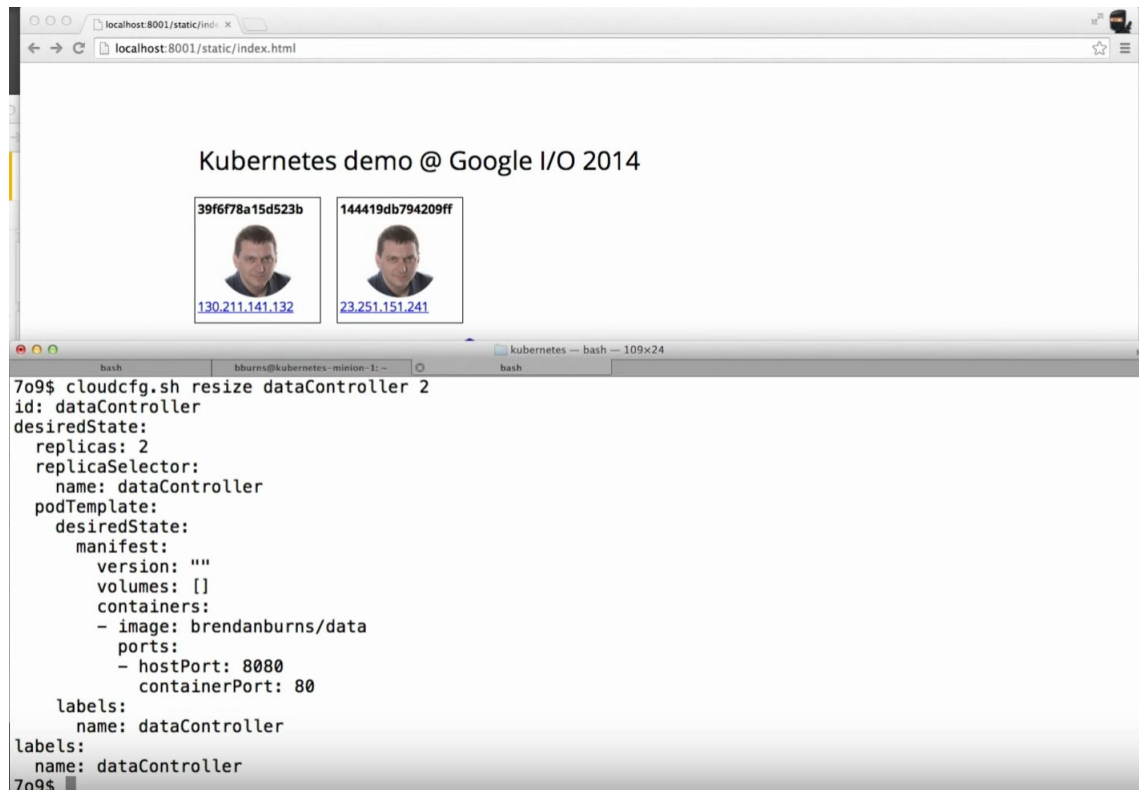 localhost:8001/static/inde
localhost:8001/static/index.html
Kubernetes demo @ Google I/O 2014
39f6f78a15d523b
130.211.141.132
144419db794209ff
23.251.151.241
kubernetes — bash — 109×24
bash
bburns@kubernetes-minion-1: ~
bash
7o9$ cloudcfg.sh resize dataController 2
id: dataController
desiredState:
  replicas: 2
  replicaSelector:
    name: dataController
  podTemplate:
    desiredState:
      manifest:
        version: ""
        volumes: []
        containers:
        - image: brendanburns/data
          ports:
          - hostPort: 8080
            containerPort: 80
    labels:
      name: dataController
labels:
  name: dataController
7o9$